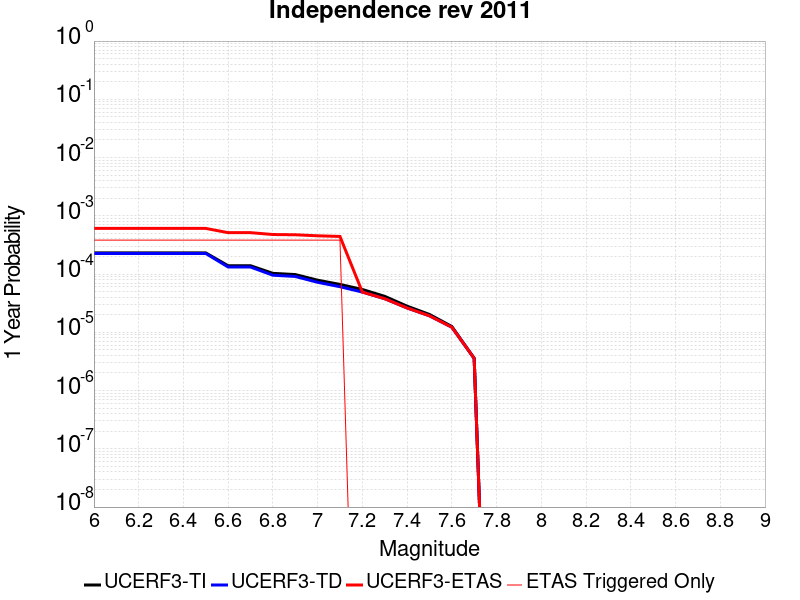 Independence rev 2011
10^0
10^-1
10^-2
10^-3
10^-4
10^-5
10^-6
10^-7
10^-8
1 Year Probability
6 6.2 6.4 6.6 6.8 7 7.2 7.4 7.6 7.8 8 8.2 8.4 8.6 8.8 9
Magnitude
UCERF3-TI UCERF3-TD UCERF3-ETAS ETAS Triggered Only